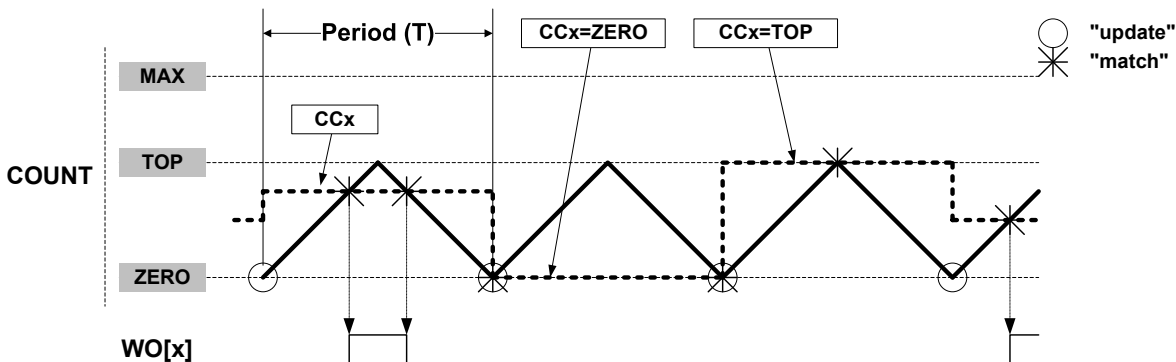 Period (T)
CCx=ZERO
CCx=TOP
"update"
"match"
MAX
CCx
COUNT
TOP
ZERO
WO[x]